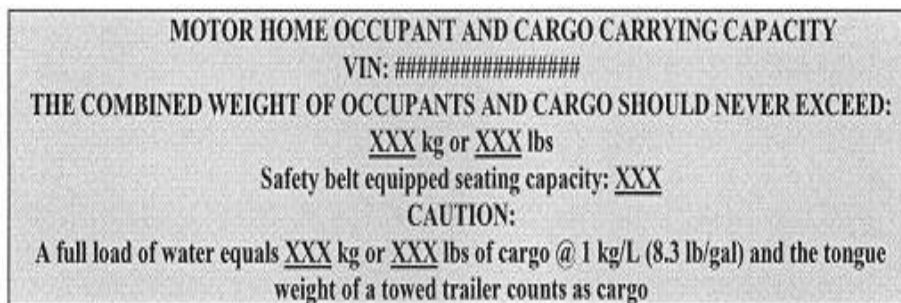 MOTOR HOME OCCUPANT AND CARGO CARRYING CAPACITY
VIN: #################
THE COMBINED WEIGHT OF OCCUPANTS AND CARGO SHOULD NEVER EXCEED:
XXX kg or XXX lbs
Safety belt equipped seating capacity: XXX
CAUTION:
A full load of water equals XXX kg or XXX lbs of cargo @ 1 kg/L (8.3 lb/gal) and the tongue
weight of a towed trailer counts as cargo